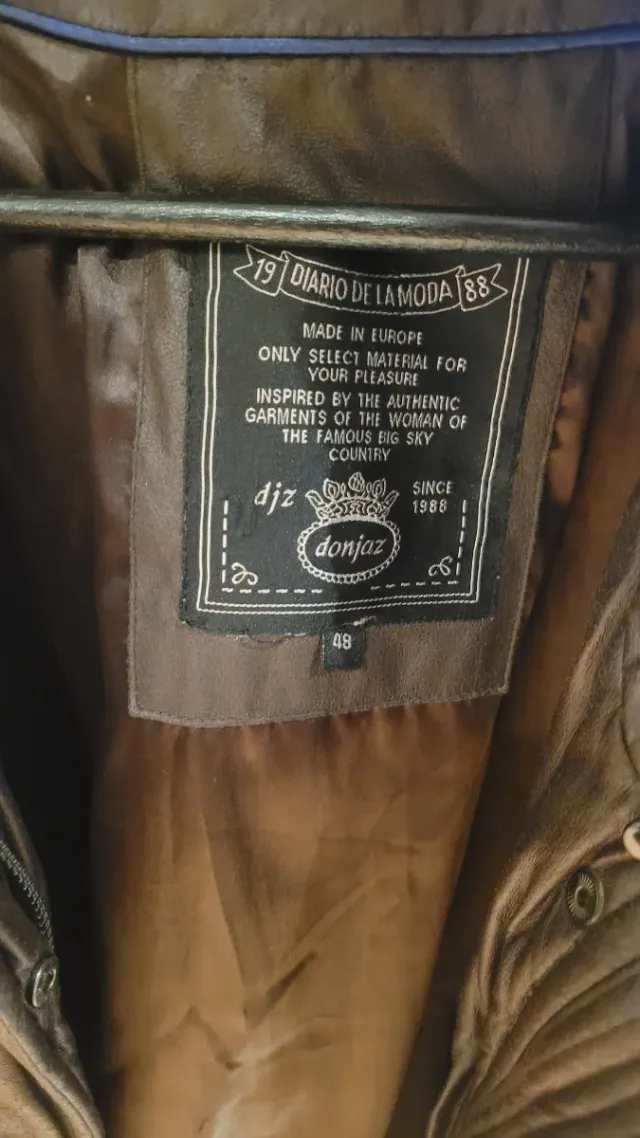 19 DIARIO DE LA MODA 88
MADE IN EUROPE
ONLY SELECT MATERIAL FOR
YOUR PLEASURE
INSPIRED BY THE AUTHENTIC
GARMENTS OF THE WOMAN OF
THE FAMOUS BIG SKY
COUNTRY
djz
SINCE
1988
donjaz
48